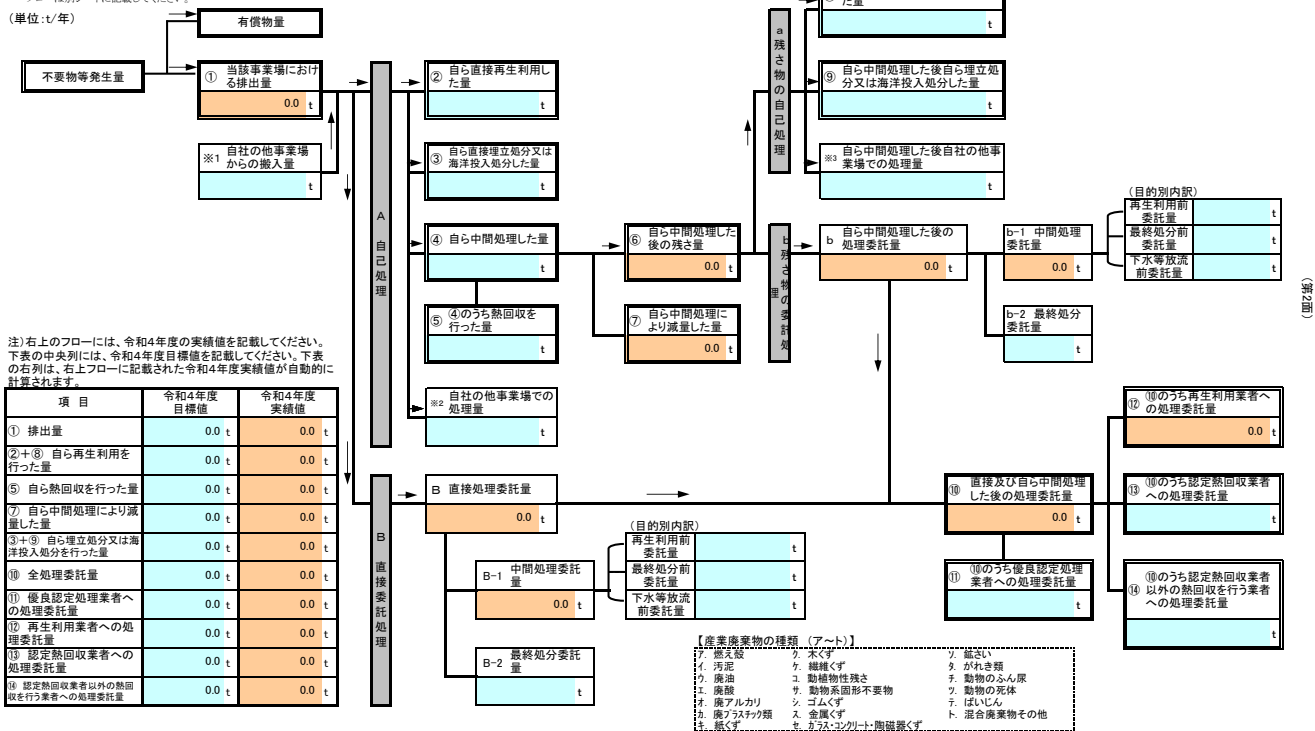 (単位:t/年)
有償物量
不要物等発生量
① 当該事業場におけ
る排出量
0.0 t
※1 自社の他事業場
からの搬入量
t
A 自己処理
② 自ら直接再生利用し
た量
t
③ 自ら直接埋立処分又は
海洋投入処分した量
t
④ 自ら中間処理した量
t
⑤ ④のうち熱回収を
行った量
t
※2 自社の他事業場での
処理量
t
⑥ 自ら中間処理した
後の残さ量
0.0 t
⑦ 自ら中間処理に
より減量した量
0.0 t
a 残さ物の自己処理
た量
t
⑨ 自ら中間処理した後自ら埋立処
分又は海洋投入処分した量
t
※3 自ら中間処理した後自社の他事
業場での処理量
t
b 残さ物の委託処理
b 自ら中間処理した後の
処理委託量
0.0 t
b-1 中間処理
委託量
0.0 t
b-2 最終処分
委託量
t
(目的別内訳)
再生利用前
委託量 t
最終処分前
委託量 t
下水等放流
前委託量 t
(第2面)
注)右上のフローには、令和4年度の実績値を記載してください。
下表の中央列には、令和4年度目標値を記載してください。下表
の右列は、右上フローに記載された令和4年度実績値が自動的に
計算されます。
項 目 令和4年度 目標値 令和4年度 実績値
① 排出量 0.0 t 0.0 t
②+⑧ 自ら再生利用を
行った量 0.0 t 0.0 t
⑤ 自ら熱回収を行った量 0.0 t 0.0 t
⑦ 自ら中間処理により減
量した量 0.0 t 0.0 t
③+⑨ 自ら埋立処分又は海
洋投入処分を行った量 0.0 t 0.0 t
⑩ 全処理委託量 0.0 t 0.0 t
⑪ 優良認定処理業者へ
の処理委託量 0.0 t 0.0 t
⑫ 再生利用業者への処
理委託量 0.0 t 0.0 t
⑬ 認定熱回収業者への
処理委託量 0.0 t 0.0 t
⑭ 認定熱回収業者以外の熱回
収を行う業者への処理委託量 0.0 t 0.0 t
B 直接委託処理
B 直接処理委託量
0.0 t
B-1 中間処理委託
量
0.0 t
B-2 最終処分委託
量
t
(目的別内訳)
再生利用前
委託量 t
最終処分前
委託量 t
下水等放流
前委託量 t
⑩ 直接及び自ら中間処理
した後の処理委託量
0.0 t
⑪ ⑩のうち優良認定処理
業者への処理委託量
t
⑫ ⑩のうち再生利用業者へ
の処理委託量
0.0 t
⑬ ⑩のうち認定熱回収業者
への処理委託量
t
⑭ ⑩のうち認定熱回収業者
以外の熱回収を行う業者
への処理委託量
t
【産業廃棄物の種類 (ア~ト)】
ア. 燃え殻 ク. 木くず ソ. 鉱さい
イ. 汚泥 ケ. 繊維くず タ. がれき類
ウ. 廃油 コ. 動植物性残さ チ. 動物のふん尿
エ. 廃酸 サ. 動物系固形不要物 ツ. 動物の死体
オ. 廃アルカリ シ. ゴムくず テ. ばいじん
カ. 廃プラスチック類 ス. 金属くず ト. 混合廃棄物その他
キ. 紙くず セ. ガラス・コンクリート・陶磁器くず